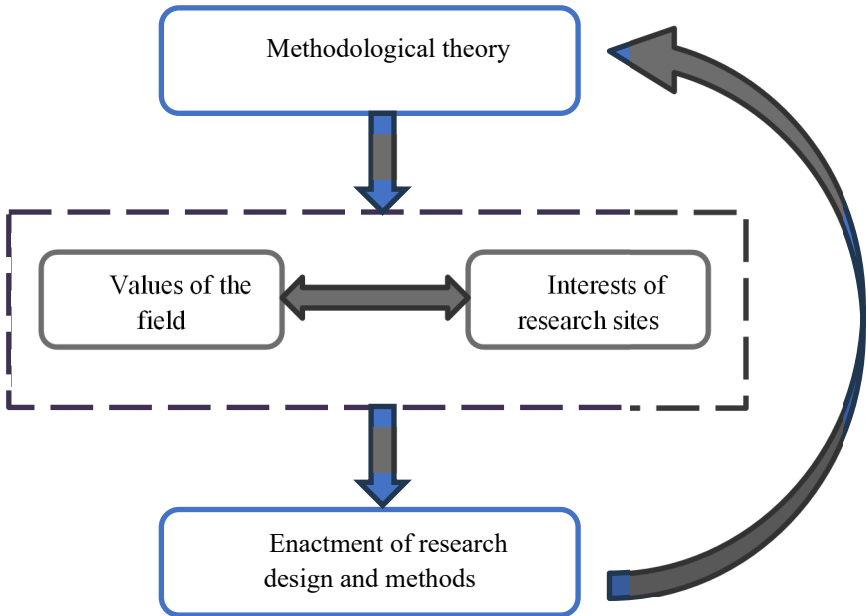 Methodological theory
Values of the
field
Interests of
research sites
Enactment of research
design and methods